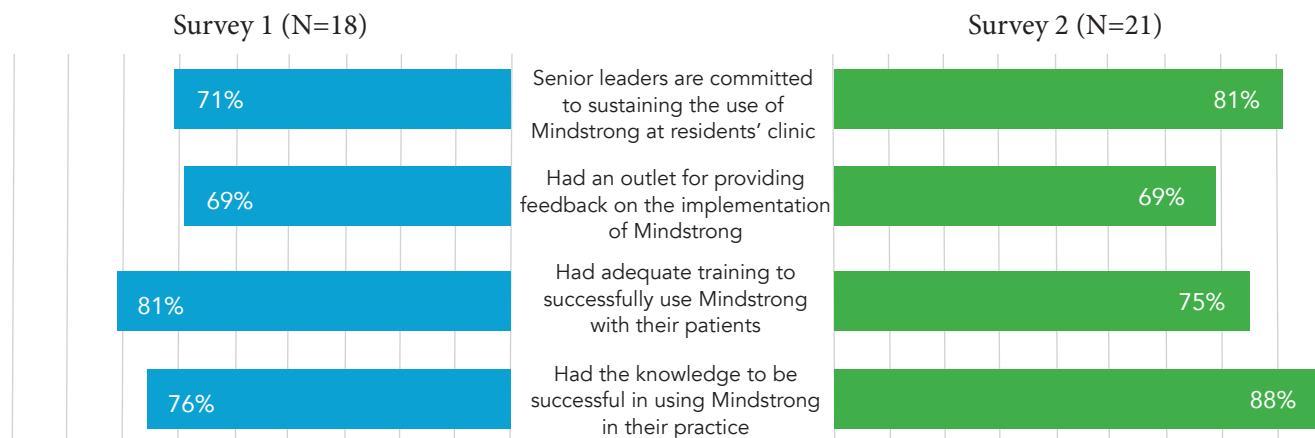 Survey 1 (N=18)
Survey 2 (N=21)
71%
Senior leaders are committed
to sustaining the use of
Mindstrong at residents’ clinic
81%
69%
Had an outlet for providing
feedback on the implementation
of Mindstrong
69%
81%
Had adequate training to
successfully use Mindstrong
with their patients
75%
76%
Had the knowledge to be
successful in using Mindstrong
in their practice
88%